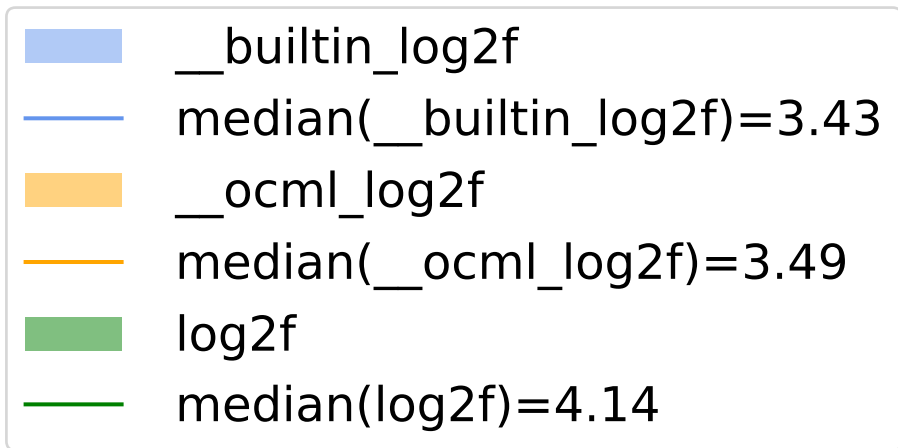 __builtin_log2f
median(__builtin_log2f)=3.43
__ocml_log2f
median(__ocml_log2f)=3.49
log2f
median(log2f)=4.14